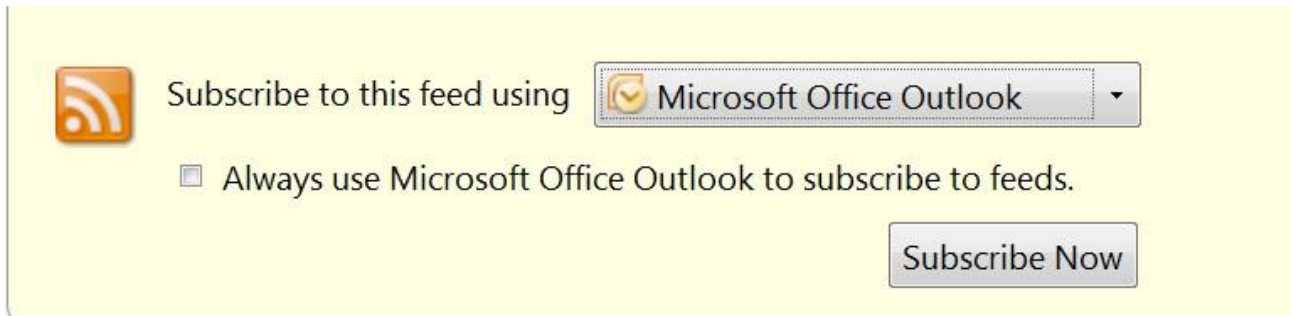 Subscribe to this feed using Microsoft Office Outlook
Always use Microsoft Office Outlook to subscribe to feeds.
Subscribe Now